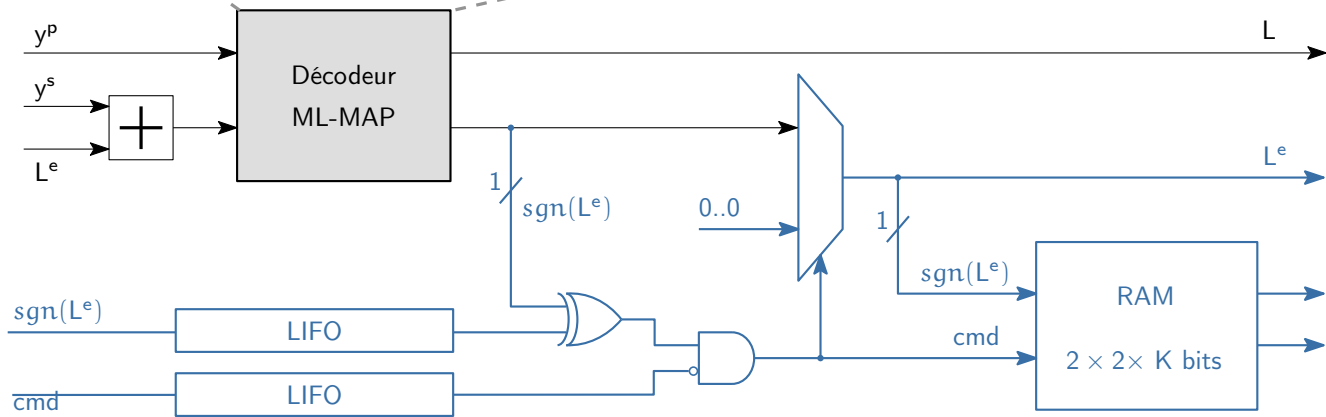 yᵖ
L
Décodeur
yˢ
ML-MAP
+
Lᵉ
Lᵉ
1
sgn(Lᵉ)
0..0
1
sgn(Lᵉ)
RAM
sgn(Lᵉ)
LIFO
cmd
2 × 2× K bits
LIFO
cmd